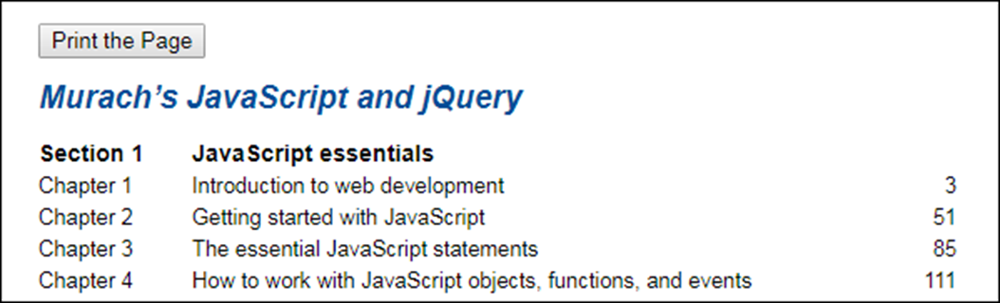 Print the Page
Murach’s JavaScript and jQuery
Section 1 JavaScript essentials
Chapter 1 Introduction to web development 3
Chapter 2 Getting started with JavaScript 51
Chapter 3 The essential JavaScript statements 85
Chapter 4 How to work with JavaScript objects, functions, and events 111